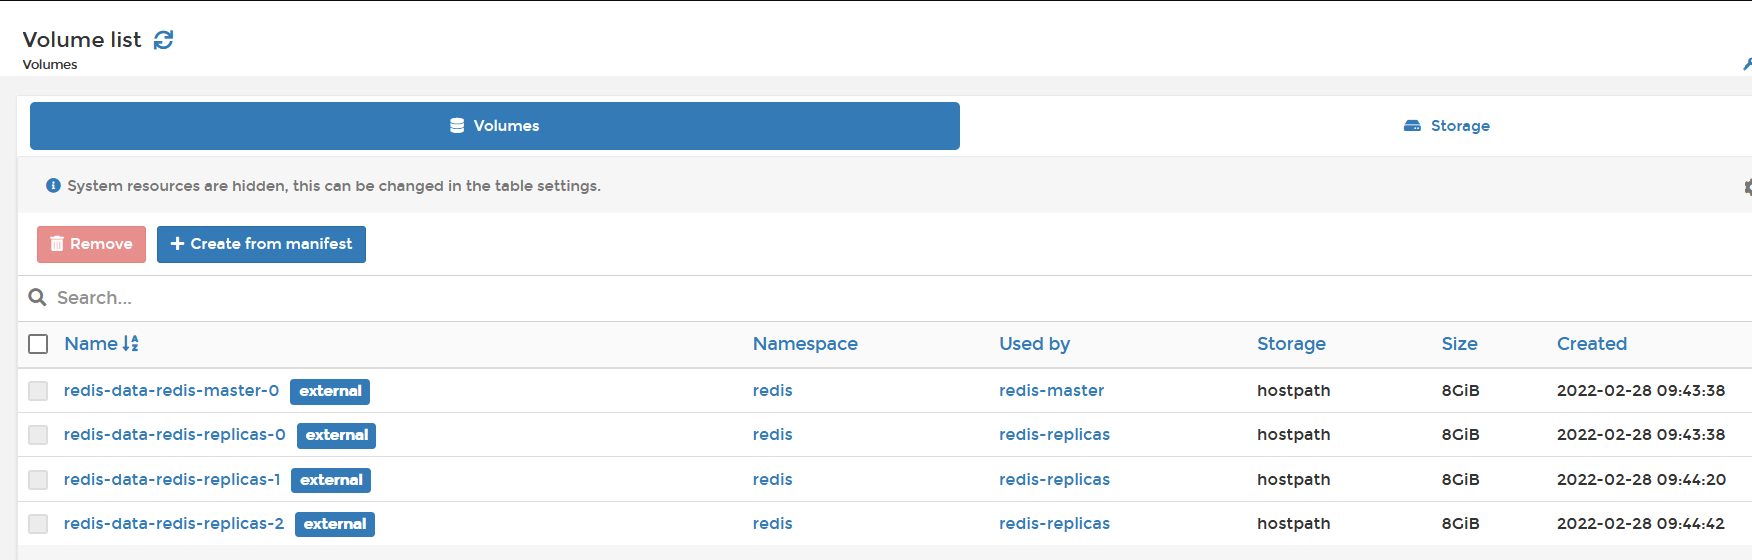 Volume list
Volumes
Volumes Storage
System resources are hidden, this can be changed in the table settings.
Remove Create from manifest
Search...
Name Namespace Used by Storage Size Created
redis-data-redis-master-0 external redis redis-master hostpath 8GiB 2022-02-28 09:43:38
redis-data-redis-replicas-0 external redis redis-replicas hostpath 8GiB 2022-02-28 09:43:38
redis-data-redis-replicas-1 external redis redis-replicas hostpath 8GiB 2022-02-28 09:44:20
redis-data-redis-replicas-2 external redis redis-replicas hostpath 8GiB 2022-02-28 09:44:42